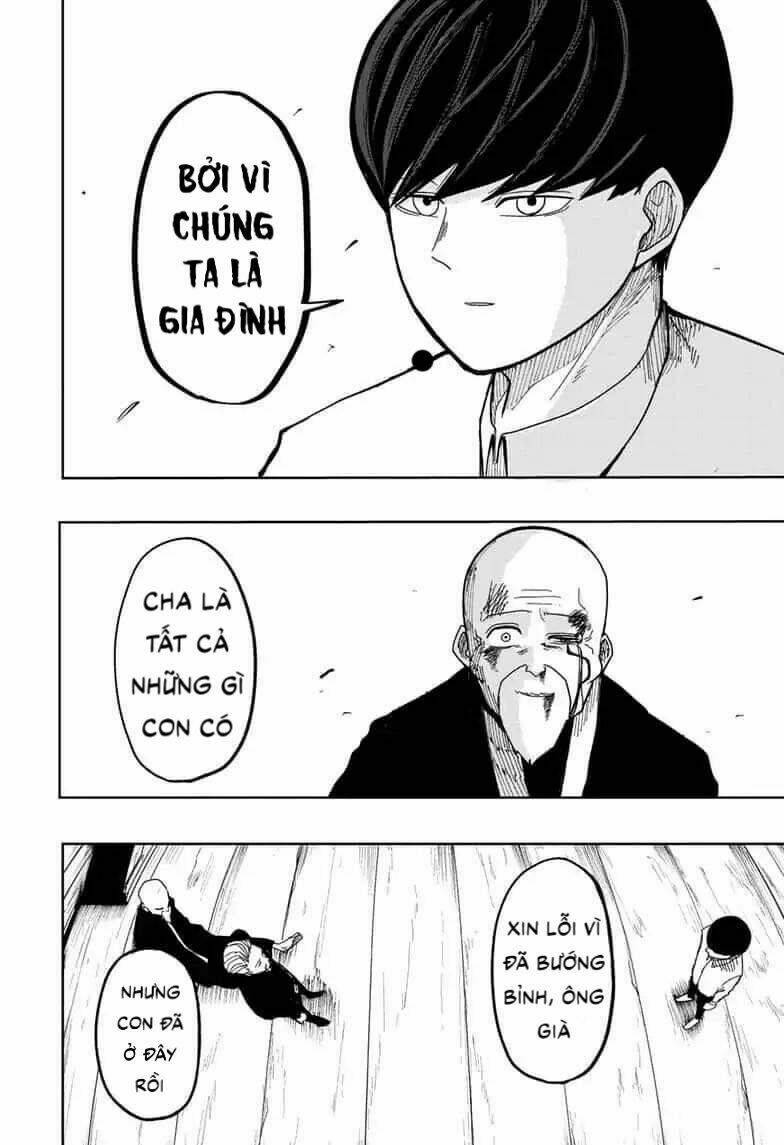 BỞI VÌ
CHÚNG
TA LÀ
GIA ĐÌNH
CHA LÀ
TẤT CẢ
NHỮNG GÌ
CON CÓ
XIN LỖI VÌ
ĐÃ BƯỚNG
BỈNH, ÔNG
GIÀ
NHƯNG
CON ĐÃ
Ở ĐÂY
RỒI